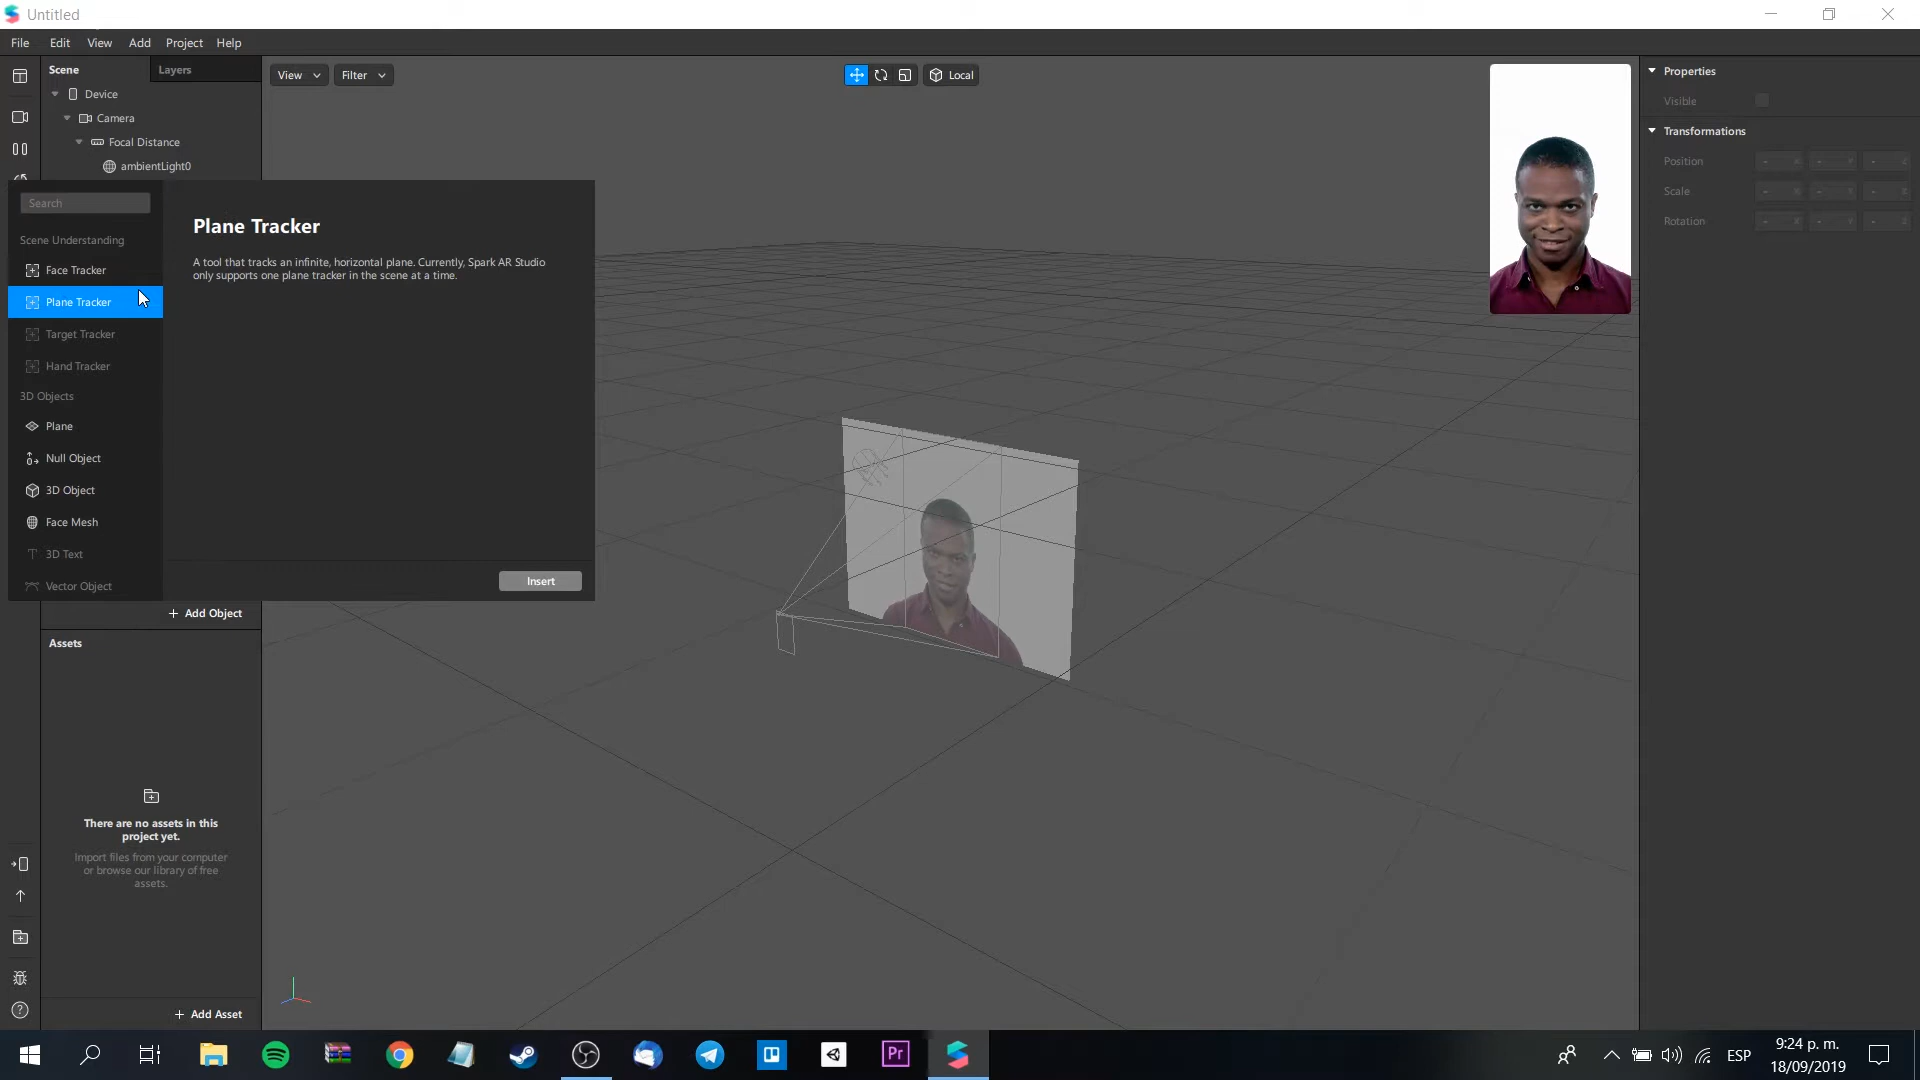 Untitled
File Edit View Add Project Help
Scene Layers
Device
Camera
Focal Distance
ambientLight0
Search
Scene Understanding
Face Tracker
Plane Tracker
Target Tracker
Hand Tracker
3D Objects
Plane
Null Object
3D Object
Face Mesh
3D Text
Vector Object
Plane Tracker
A tool that tracks an infinite, horizontal plane. Currently, Spark AR Studio
only supports one plane tracker in the scene at a time.
Insert
+ Add Object
Assets
There are no assets in this
project yet.
Import files from your computer
or browse our library of free
assets.
+ Add Asset
View Filter
Local
Properties
Visible
Transformations
Position - X - Y - Z
Scale - X - Y - Z
Rotation - X - Y - Z
Pr
ESP
9:24 p. m.
18/09/2019